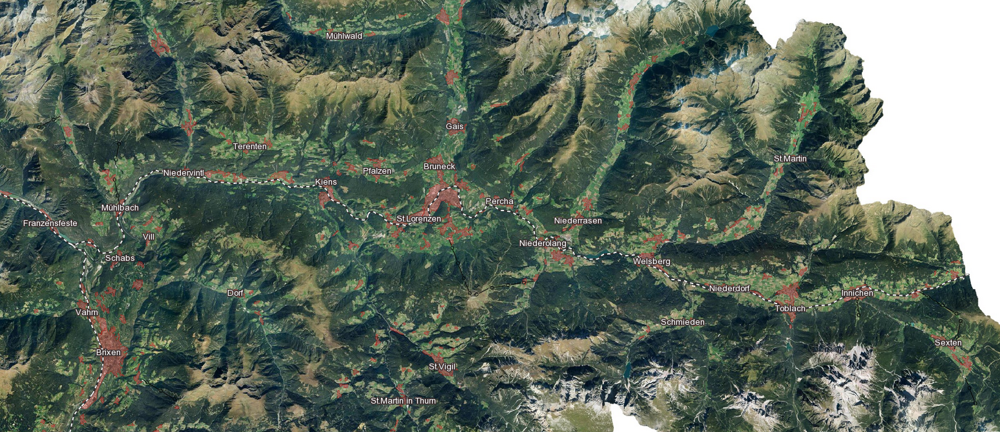 Mühlwald
Gais
Terenten
St.Martin
Bruneck
Pfalzen
Niedervintl
Kiens
Percha
Mühlbach
St.Lorenzen
Niederrasen
Franzensfeste
Vill
Niederolang
Schabs
Welsberg
Niederdorf
Dorf
Innichen
Toblach
Vahrn
Schmieden
Sexten
Brixen
St.Vigil
St.Martin in Thurn